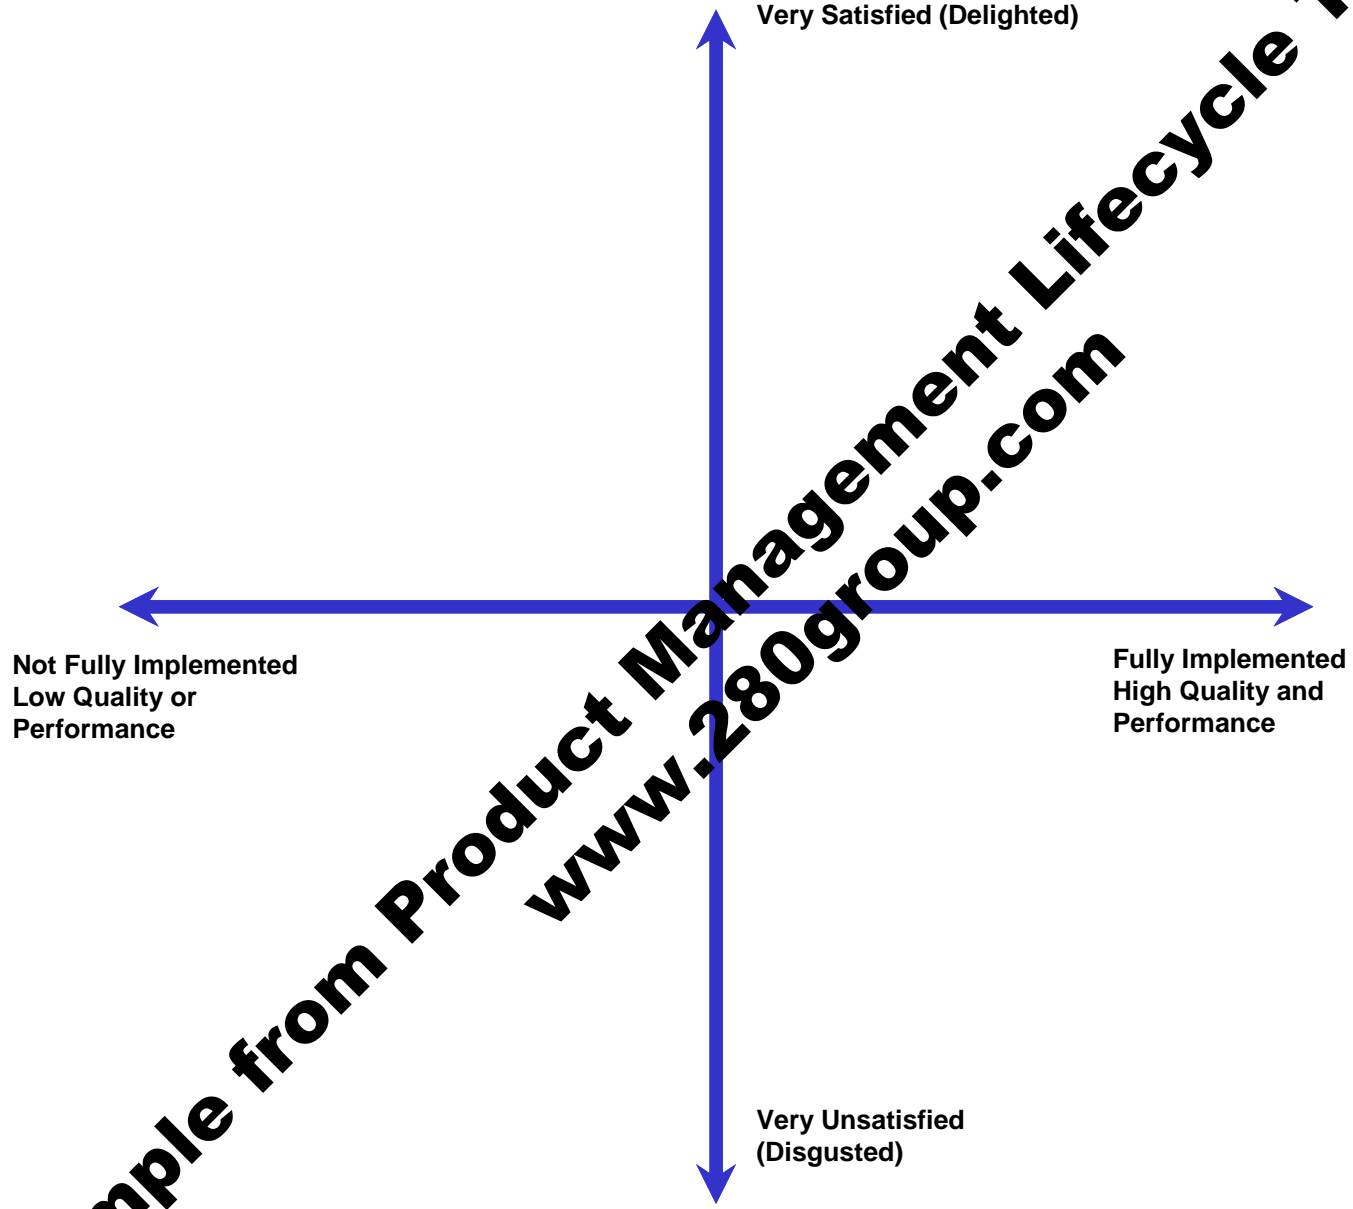 Very Satisfied (Delighted)
Not Fully Implemented
Low Quality or
Performance
Fully Implemented
High Quality and
Performance
from Product Management Lifecycle
www.280group.com
Very Unsatisfied
(Disgusted)